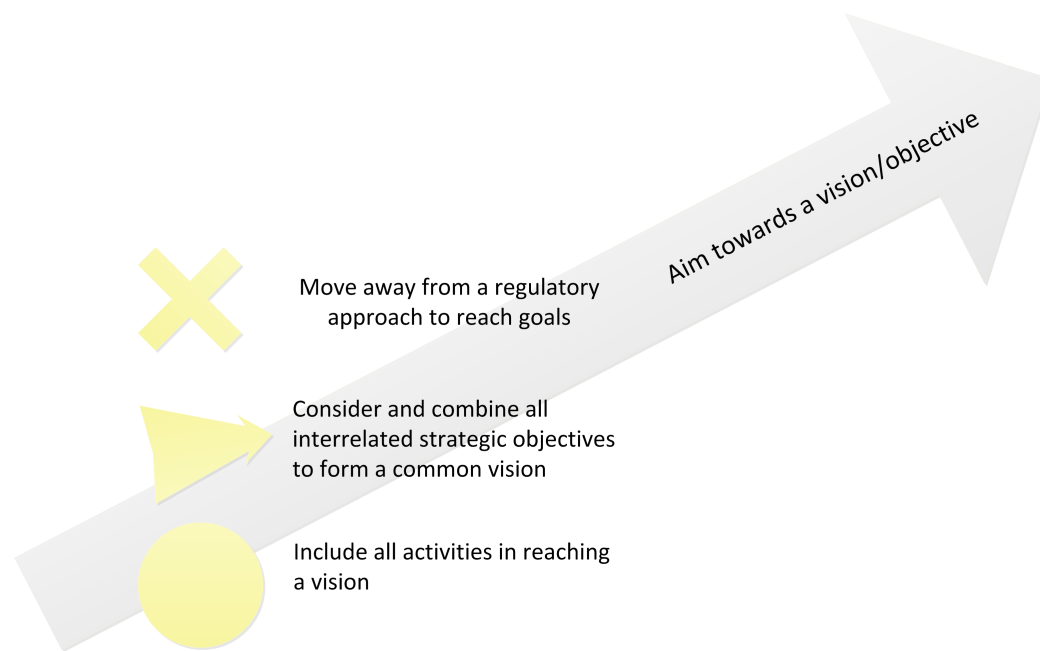 Aim towards a vision/objective
Move away from a regulatory
approach to reach goals
Consider and combine all
interrelated strategic objectives
to form a common vision
Include all activities in reaching
a vision